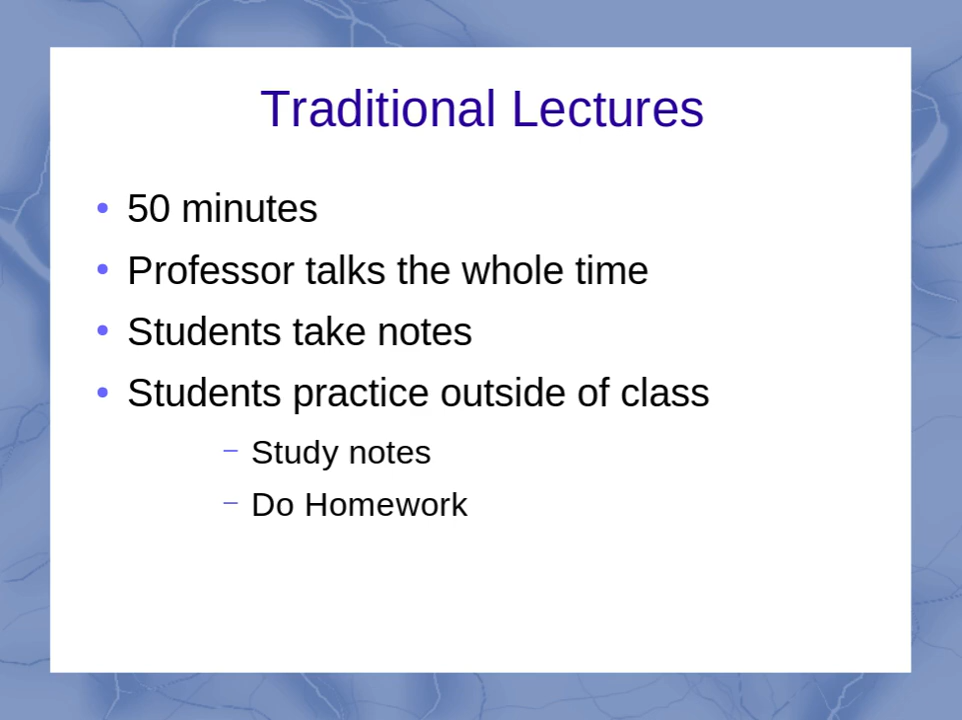 Traditional Lectures
• 50 minutes
• Professor talks the whole time
• Students take notes
• Students practice outside of class
– Study notes
– Do Homework